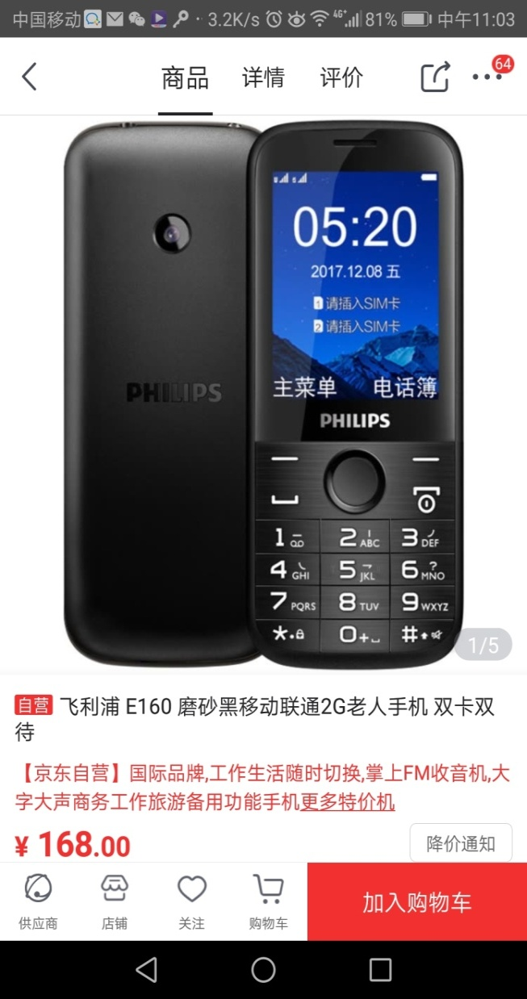 中国移动 3.2K/s 4G+ 81% 中午11:03
商品 详情 评价 64
05:20
2017.12.08 五
1 请插入SIM卡
2 请插入SIM卡
主菜单 电话簿
PHILIPS
PHILIPS
1 2 ABC 3 DEF
4 GHI 5 JKL 6 MNO
7 PQRS 8 TUV 9 WXYZ
*. 0+ #
1/5
自营 飞利浦 E160 磨砂黑移动联通2G老人手机 双卡双
待
【京东自营】国际品牌,工作生活随时切换,掌上FM收音机,大
字大声商务工作旅游备用功能手机更多特价机
¥ 168.00 降价通知
供应商 店铺 关注 购物车 加入购物车